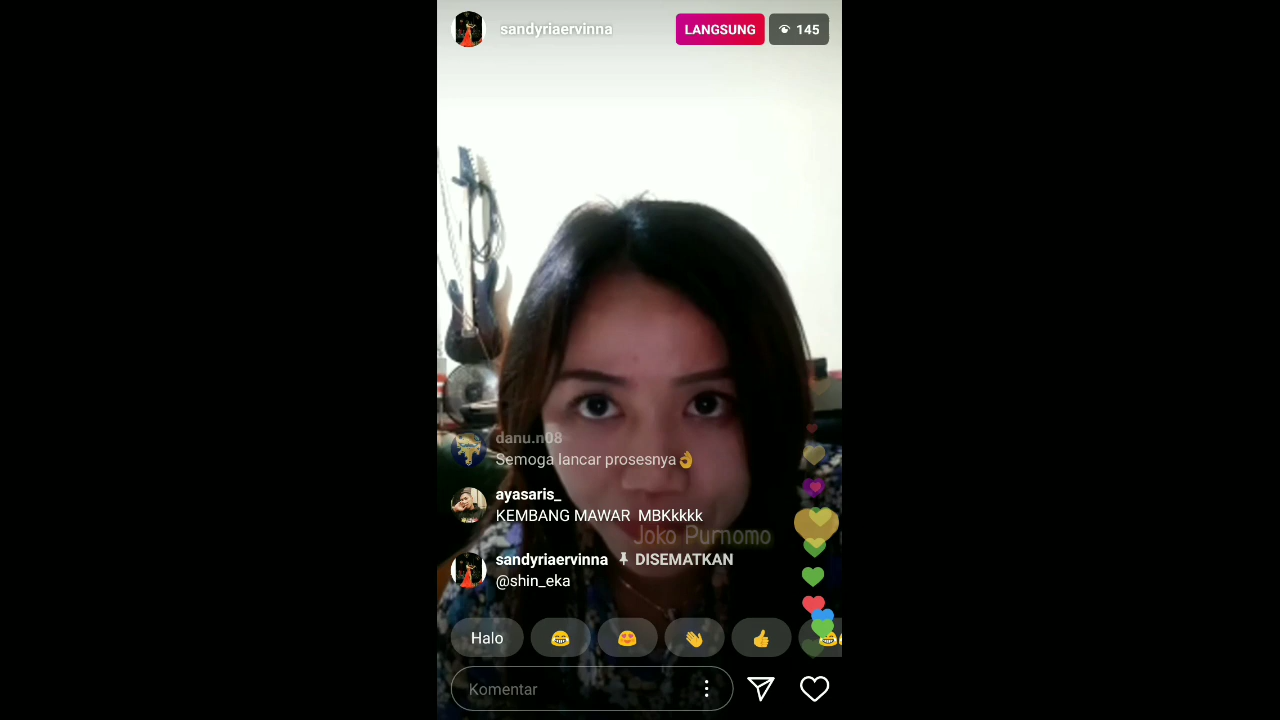 sandyriaervinna
LANGSUNG
145
danu.n08
Semoga lancar prosesnya👌
ayasaris_
KEMBANG MAWAR MBKkkkk
Joko Purnomo
sandyriaervinna DISEMATKAN
@shin_eka
Halo
Komentar